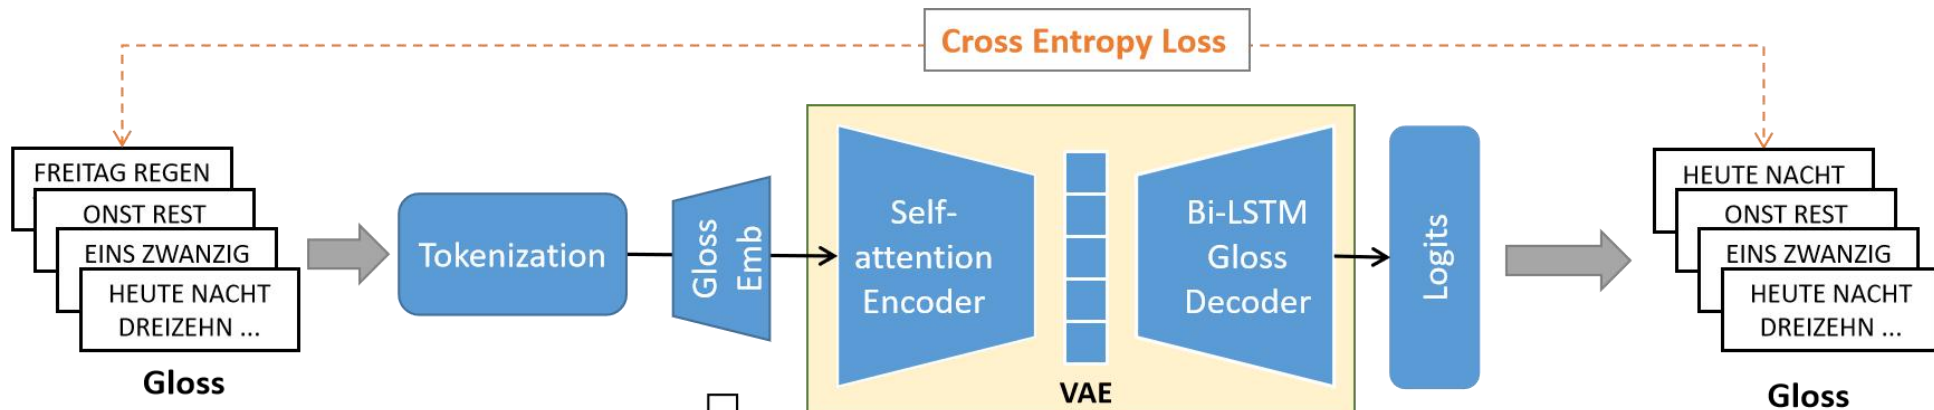 Cross Entropy Loss
FREITAG REGEN
ONST REST
EINS ZWANZIG
HEUTE NACHT
DREIZEHN ...
Gloss
Tokenization
Gloss
Emb
Self-
attention
Encoder
VAE
Bi-LSTM
Gloss
Decoder
Logits
HEUTE NACHT
ONST REST
EINS ZWANZIG
HEUTE NACHT
DREIZEHN ...
Gloss